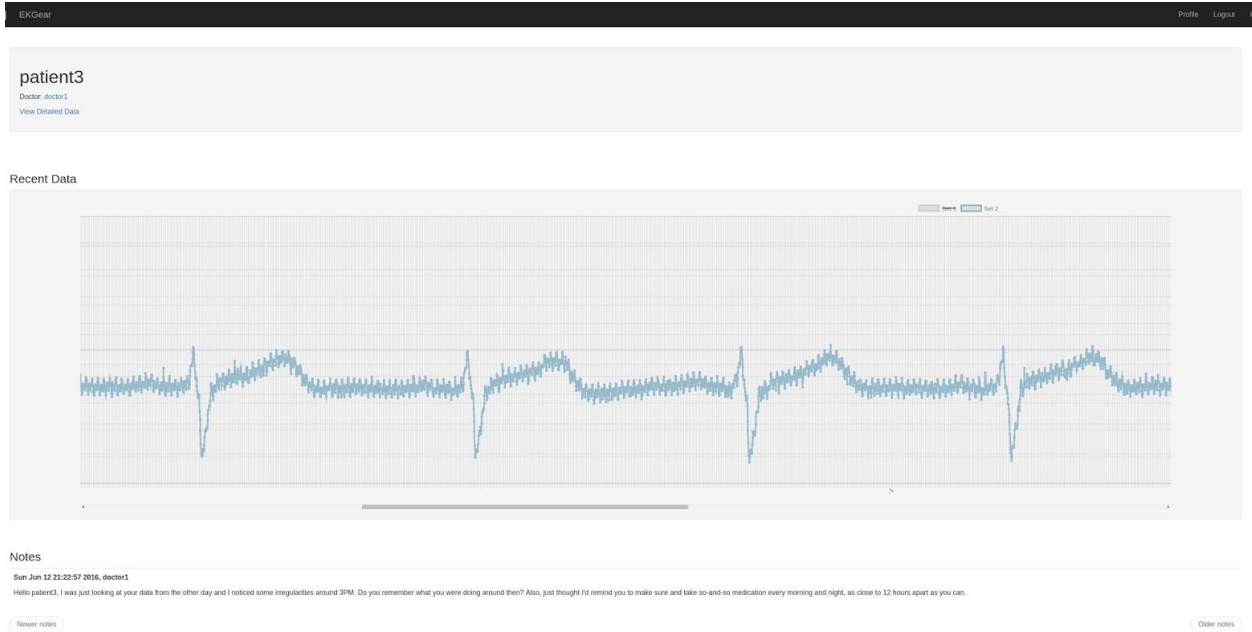 EKGear
Profile Logout
patient3
Doctor: doctor1
View Detailed Data
Recent Data
Set 1 Set 2
Notes
Sun Jun 12 21:22:57 2016, doctor1
Hello patient3, I was just looking at your data from the other day and I noticed some irregularities around 3PM. Do you remember what you were doing around then? Also, just thought I'd remind you to make sure and take so-and-so medication every morning and night, as close to 12 hours apart as you can.
Newer notes Older notes